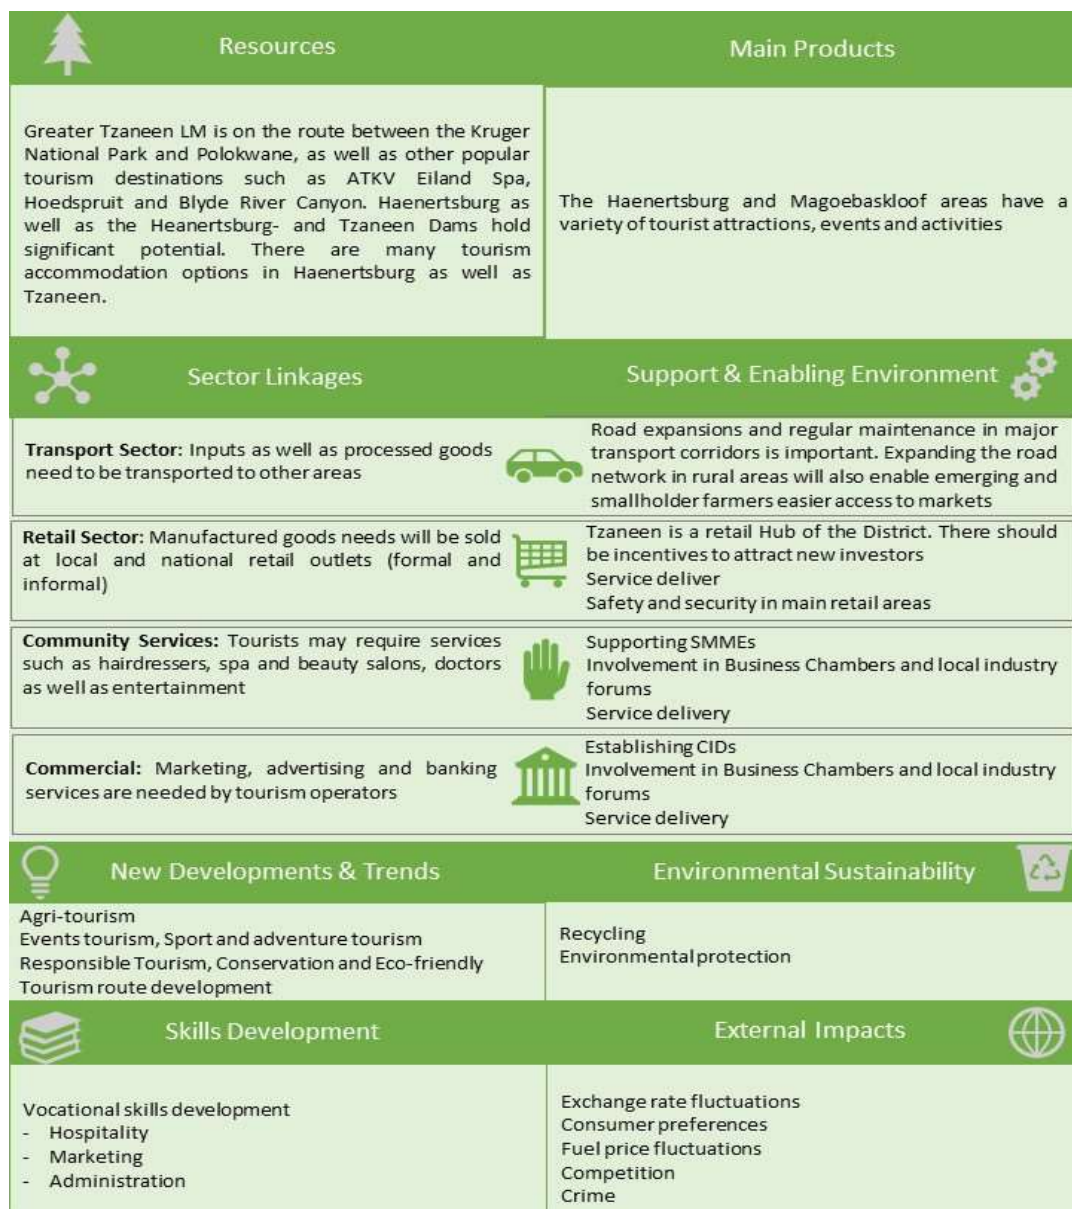 Resources
Main Products
Greater Tzaneen LM is on the route between the Kruger
National Park and Polokwane, as well as other popular
tourism destinations such as ATKV Eiland Spa,
Hoedspruit and Blyde River Canyon. Haenertsburg as
well as the Heanertsburg- and Tzaneen Dams hold
significant potential. There are many tourism
accommodation options in Haenertsburg as well as
Tzaneen.
The Haenertsburg and Magoebaskloof areas have a
variety of tourist attractions, events and activities
Sector Linkages
Support & Enabling Environment
Transport Sector: Inputs as well as processed goods
need to be transported to other areas
Road expansions and regular maintenance in major
transport corridors is important. Expanding the road
network in rural areas will also enable emerging and
smallholder farmers easier access to markets
Retail Sector: Manufactured goods needs will be sold
at local and national retail outlets (formal and
informal)
Tzaneen is a retail Hub of the District. There should
be incentives to attract new investors
Service deliver
Safety and security in main retail areas
Community Services: Tourists may require services
such as hairdressers, spa and beauty salons, doctors
as well as entertainment
Supporting SMMEs
Involvement in Business Chambers and local industry
forums
Service delivery
Commercial: Marketing, advertising and banking
services are needed by tourism operators
Establishing CIDs
Involvement in Business Chambers and local industry
forums
Service delivery
New Developments & Trends
Environmental Sustainability
Agri-tourism
Events tourism, Sport and adventure tourism
Responsible Tourism, Conservation and Eco-friendly
Tourism route development
Recycling
Environmental protection
Skills Development
External Impacts
Vocational skills development
- Hospitality
- Marketing
- Administration
Exchange rate fluctuations
Consumer preferences
Fuel price fluctuations
Competition
Crime